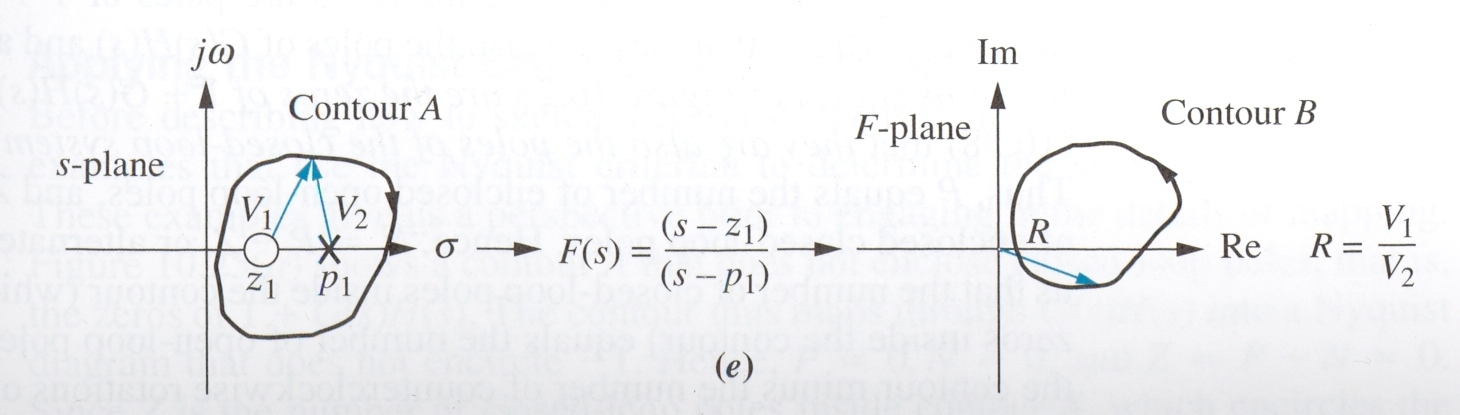 jω
Contour A
s-plane
V₁
V₂
z₁
p₁
σ
F(s) = (s – z₁) / (s – p₁)
Im
F-plane
Contour B
R
Re
R = V₁ / V₂
(e)